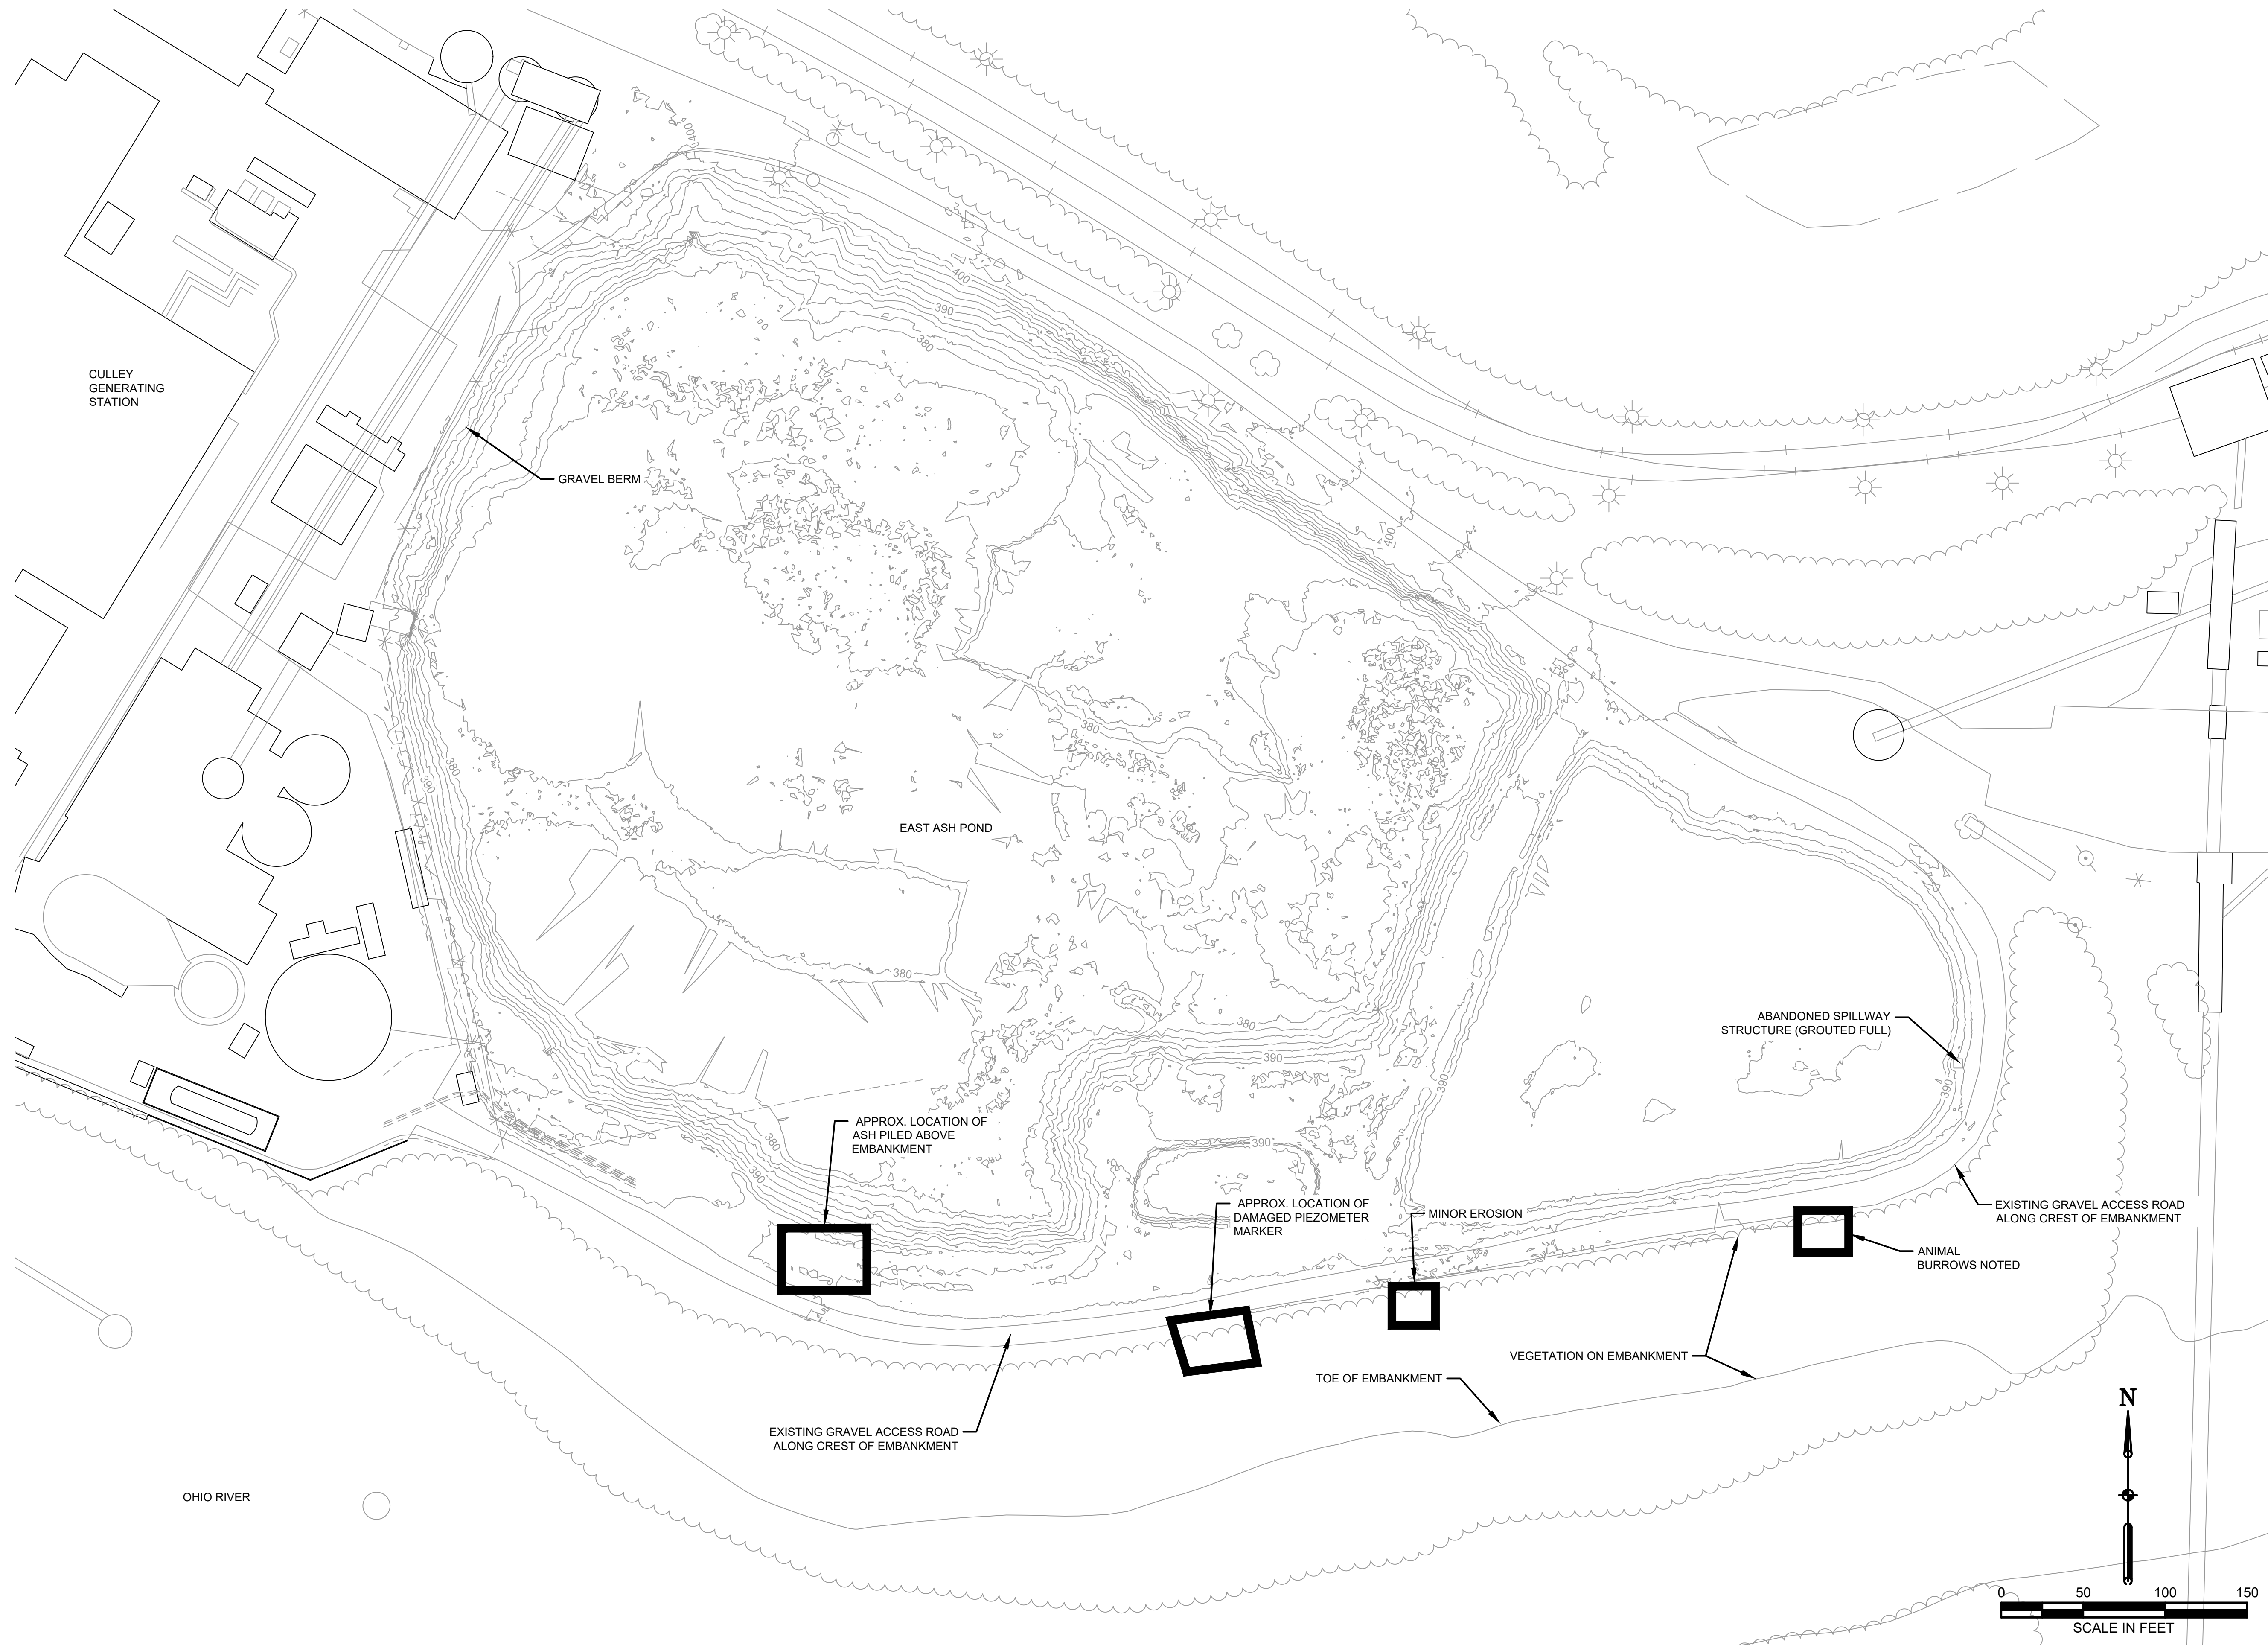 400
400
390
380
CULLEY
GENERATING
STATION
GRAVEL BERM
400
380
380
390
EAST ASH POND
380
380
390
ABANDONED SPILLWAY
STRUCTURE (GROUTED FULL)
390
390
APPROX. LOCATION OF
ASH PILED ABOVE
EMBANKMENT
380
390
390
APPROX. LOCATION OF
DAMAGED PIEZOMETER
MARKER
MINOR EROSION
EXISTING GRAVEL ACCESS ROAD
ALONG CREST OF EMBANKMENT
ANIMAL
BURROWS NOTED
VEGETATION ON EMBANKMENT
TOE OF EMBANKMENT
EXISTING GRAVEL ACCESS ROAD
ALONG CREST OF EMBANKMENT
OHIO RIVER
N
0 50 100 150
SCALE IN FEET